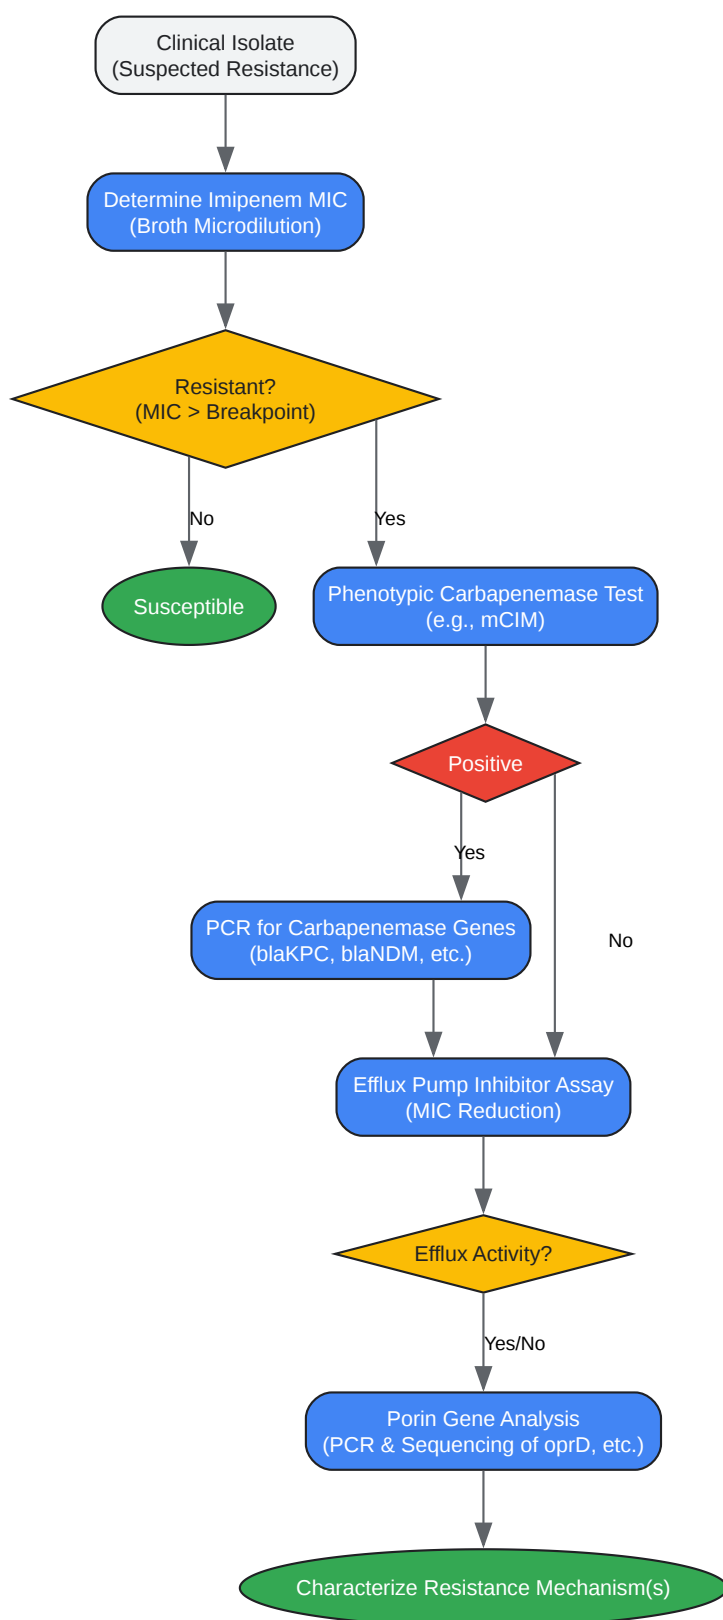 Clinical Isolate
(Suspected Resistance)
Determine Imipenem MIC
(Broth Microdilution)
Resistant?
(MIC > Breakpoint)
No
Yes
Susceptible
Phenotypic Carbapenemase Test
(e.g., mCIM)
Positive
Yes
PCR for Carbapenemase Genes
(blaKPC, blaNDM, etc.)
No
Efflux Pump Inhibitor Assay
(MIC Reduction)
Efflux Activity?
Yes/No
Porin Gene Analysis
(PCR & Sequencing of oprD, etc.)
Characterize Resistance Mechanism(s)